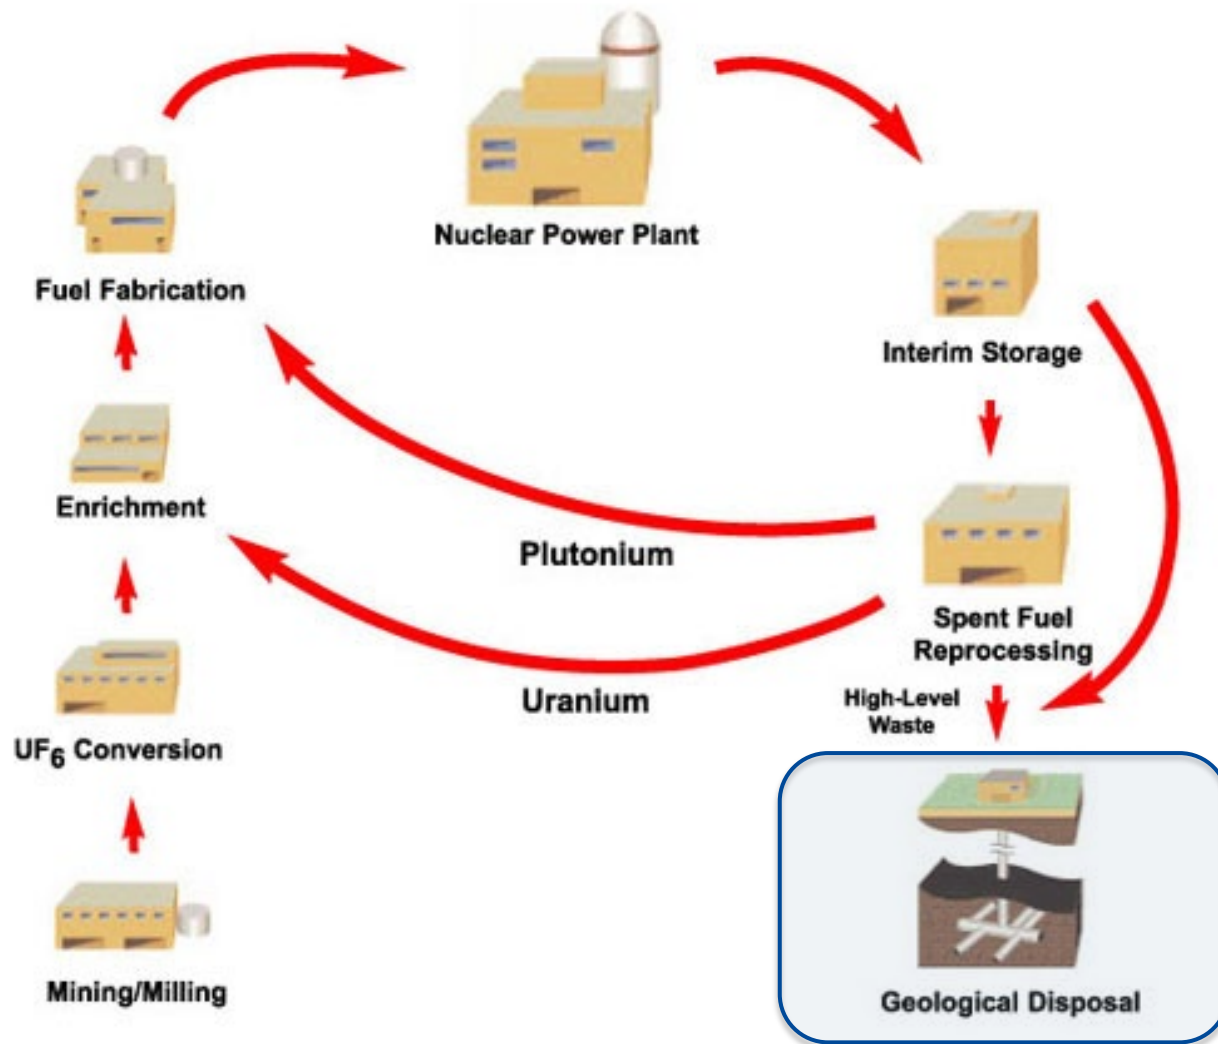 Nuclear Power Plant
Fuel Fabrication
Interim Storage
Enrichment
Plutonium
Spent Fuel
Reprocessing
Uranium
High-Level
Waste
UF₆ Conversion
Mining/Milling
Geological Disposal